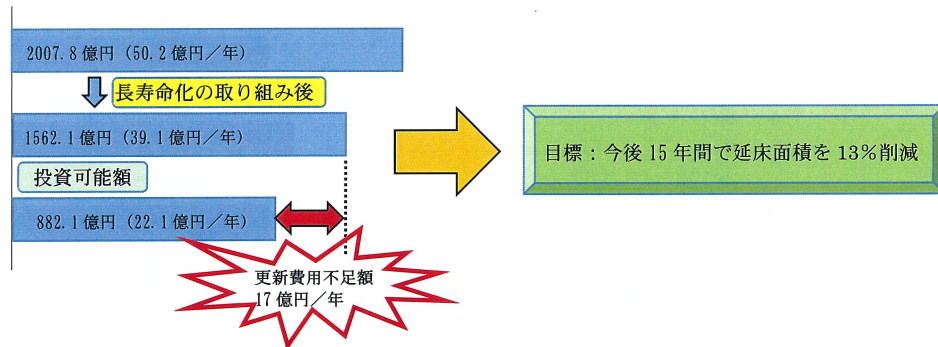 2007.8億円（50.2億円／年）
長寿命化の取り組み後
1562.1億円（39.1億円／年）
投資可能額
882.1億円（22.1億円／年）
更新費用不足額
17億円／年
目標：今後15年間で延床面積を13％削減